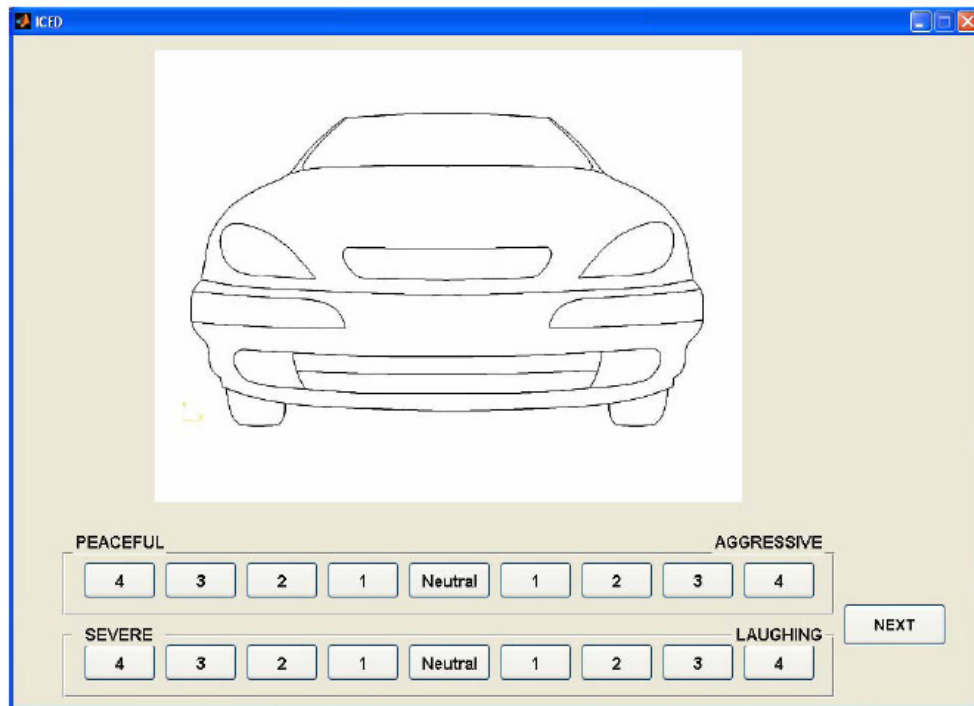 ICED
PEACEFUL AGGRESSIVE
4 3 2 1 Neutral 1 2 3 4
NEXT
SEVERE LAUGHING
4 3 2 1 Neutral 1 2 3 4